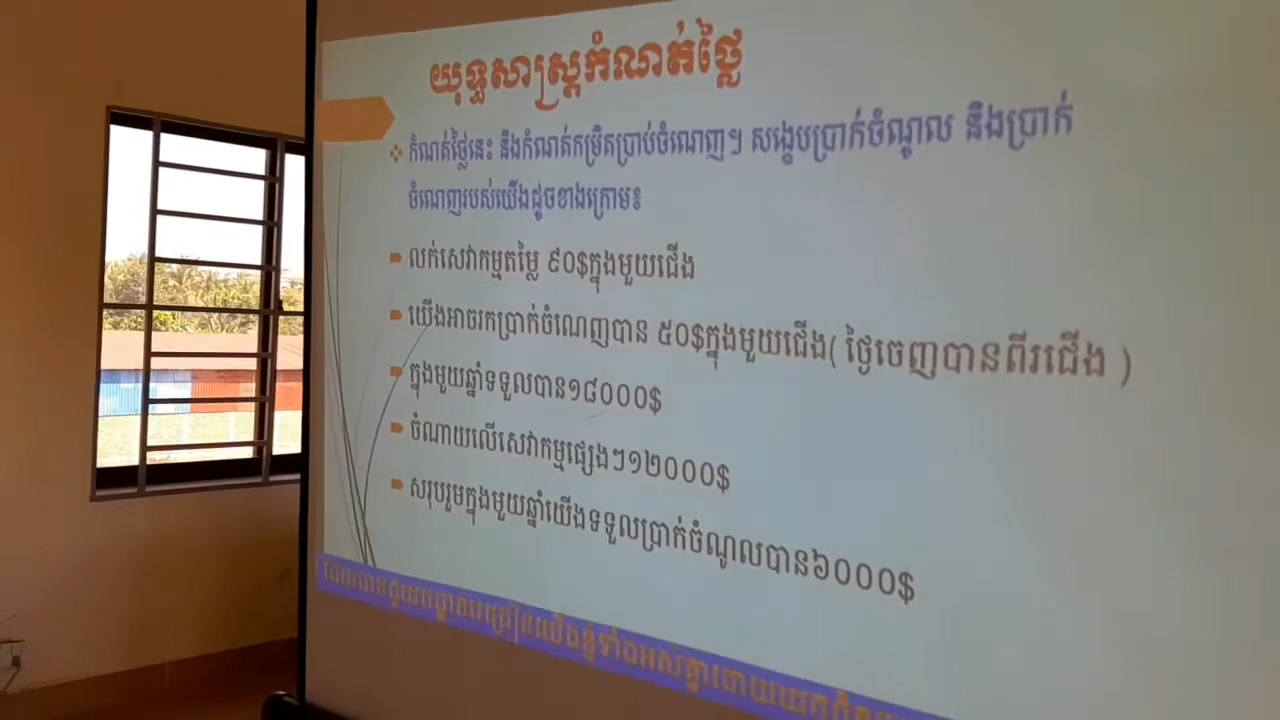 យុទ្ធសាស្ត្រកំណត់ថ្លៃ
កំណត់ថ្លៃនេះ នឹងកំណត់កម្រិតប្រាប់ចំណេញ។ សង្ខេបប្រាក់ចំណូល និងប្រាក់
ចំណេញរបស់យើងដូចខាងក្រោម៖
លក់សេវាកម្មតម្លៃ ៩០$ក្នុងមួយជើង
យើងអាចរកប្រាក់ចំណេញបាន ៥០$ក្នុងមួយជើង( ថ្ងៃចេញបានពីរជើង )
ក្នុងមួយឆ្នាំទទួលបាន១៨០០០$
ចំណាយលើសេវាកម្មផ្សេងៗ១២០០០$
សរុបរួមក្នុងមួយឆ្នាំយើងទទួលប្រាក់ចំណូលបាន៦០០០$